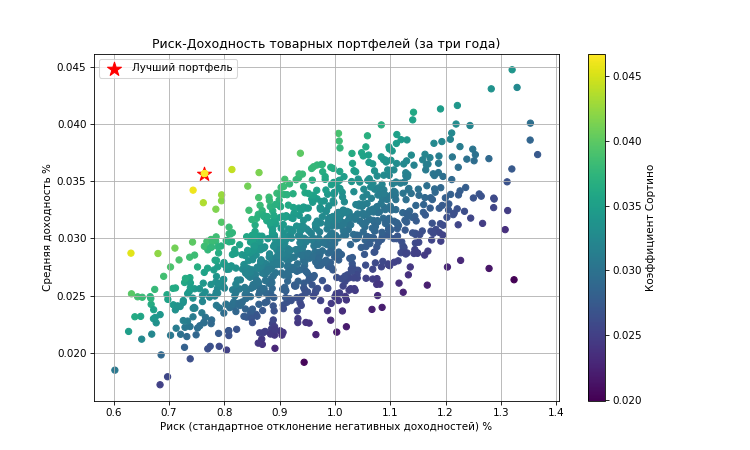 Риск-Доходность товарных портфелей (за три года)
Лучший портфель
Средняя доходность %
0.045
0.040
0.035
0.030
0.025
0.020
0.6 0.7 0.8 0.9 1.0 1.1 1.2 1.3 1.4
Риск (стандартное отклонение негативных доходностей) %
0.045
0.040
0.035
0.030
0.025
0.020
Коэффициент Сортино